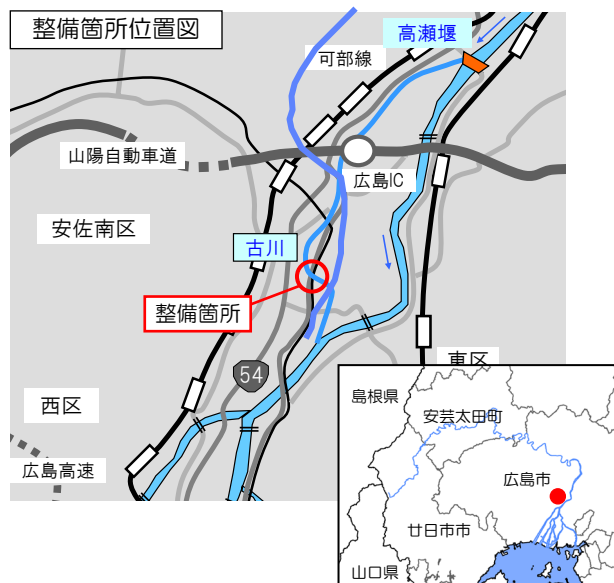 整備箇所位置図
高瀬堰
可部線
山陽自動車道
広島IC
安佐南区
古川
整備箇所
54
東区
西区
広島高速
島根県
安芸太田町
広島市
廿日市市
山口県